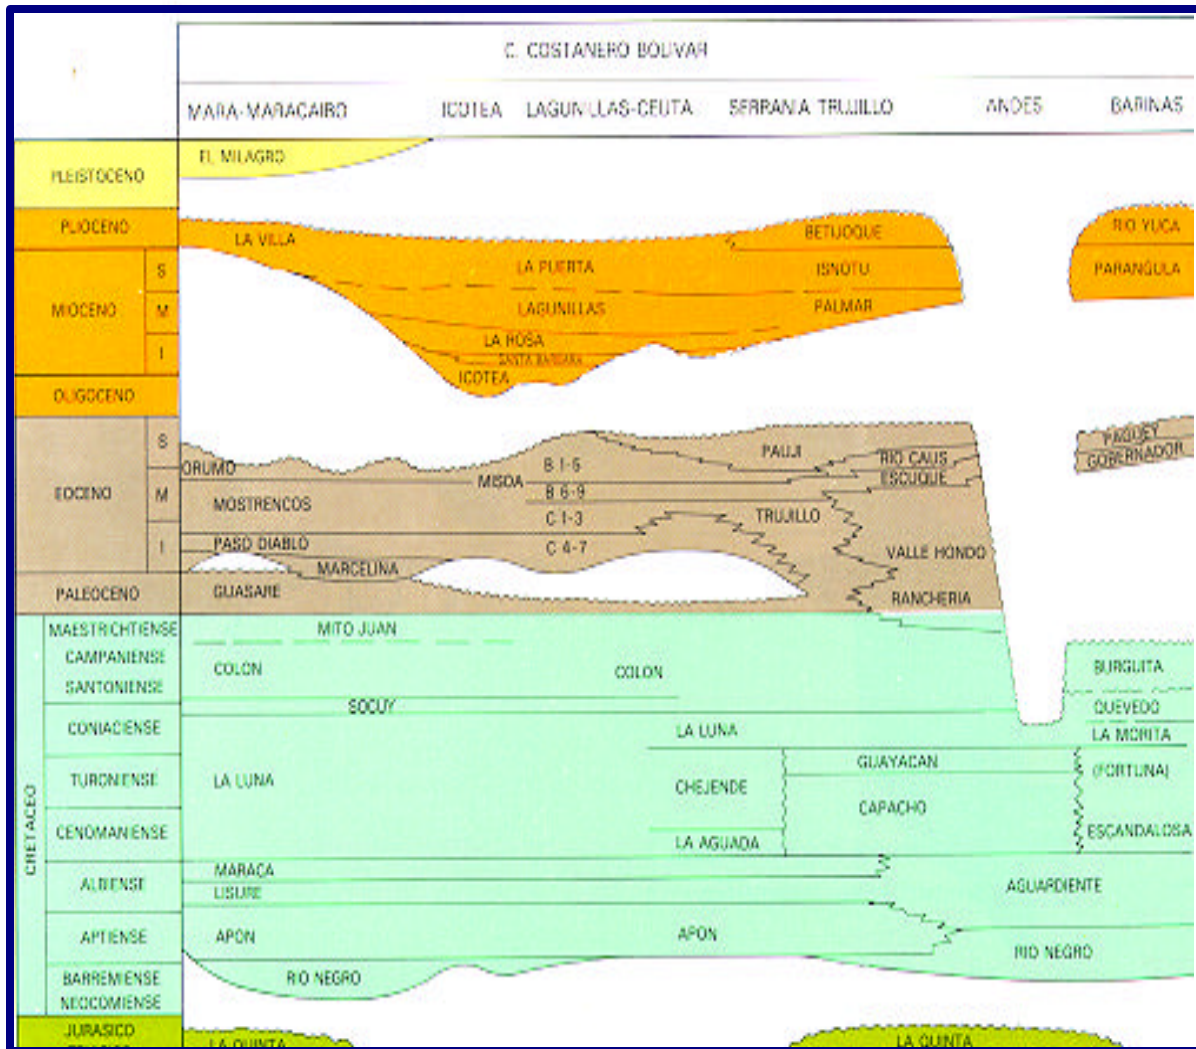 C. COSTANERO BOLIVAR
MARA-MARACAIBO ICOTEA LAGUNILLAS-CEUTA SERRANIA TRUJILLO ANDES BARINAS
PLEISTOCENO
EL MILAGRO
PLIOCENO
LA VILLA
BETIJOQUE
RIO YUCA
MIOCENO
S
M
I
LA PUERTA
ISNOTU
PARANGULA
LAGUNILLAS
PALMAR
LA ROSA
SANTA BARBARA
ICOTEA
OLIGOCENO
EOCENO
S
M
I
ORUMO
MISOA
B 1-5
PAUJI
RIO CAUS
ESCUQUE
PAGUEY
GOBERNADOR
MOSTRENCOS
B 6-9
C 1-3
TRUJILLO
PASO DIABLO
C 4-7
VALLE HONDO
MARCELINA
PALEOCENO
GUASARE
RANCHERIA
CRETACEO
MAESTRICHTIENSE
MITO JUAN
CAMPANIENSE
COLON
COLON
BURGUITA
SANTONIENSE
SOCUY
QUEVEDO
CONIACIENSE
LA LUNA
LA MORITA
TURONIENSE
LA LUNA
CHEJENDE
GUAYACAN
(FORTUNA)
CAPACHO
CENOMANIENSE
LA AGUADA
ESCANDALOSA
ALBIENSE
MARACA
LISURE
AGUARDIENTE
APTIENSE
APON
APON
RIO NEGRO
BARREMIENSE
RIO NEGRO
NEOCOMIENSE
JURASICO
LA QUINTA
LA QUINTA